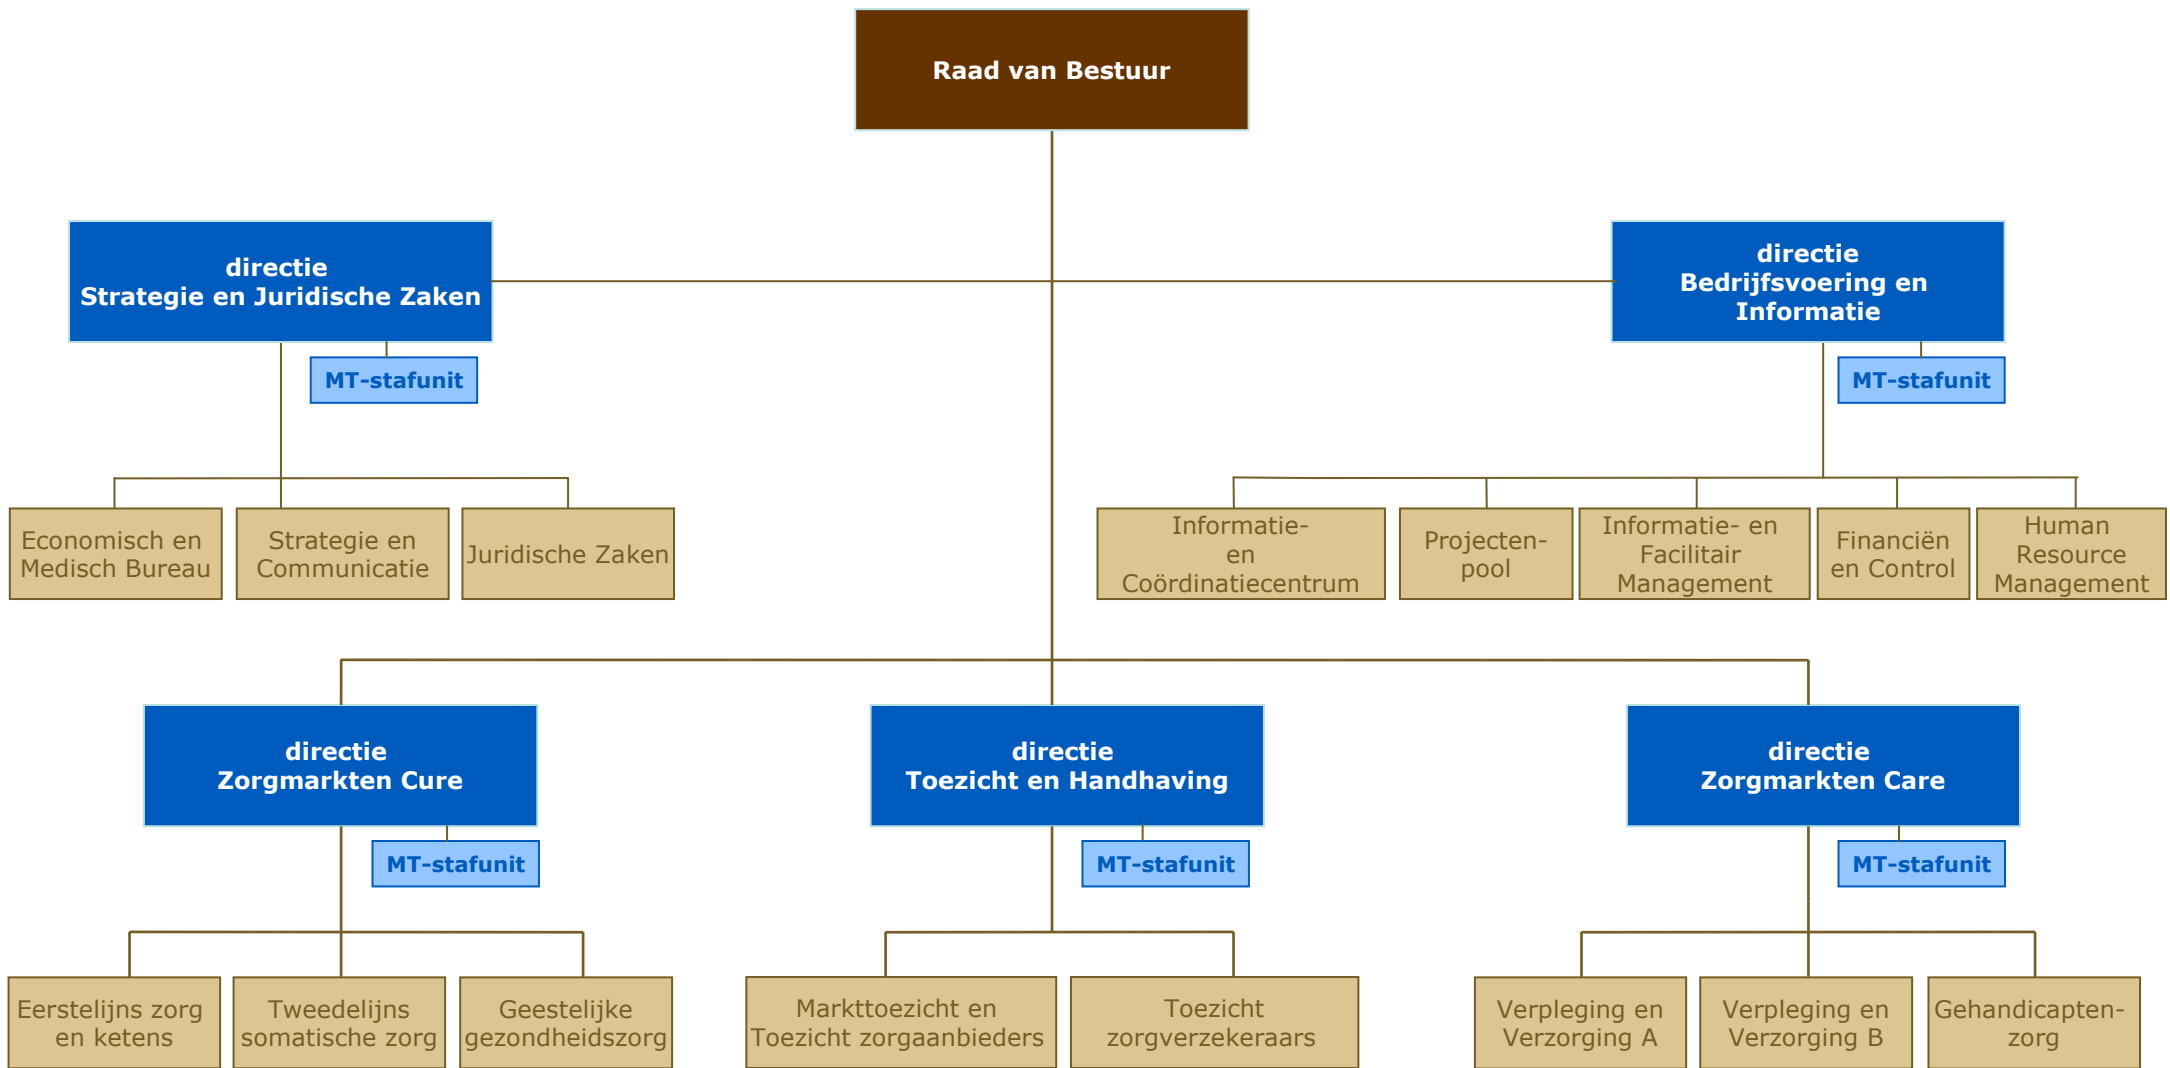 Raad van Bestuur
directie
Strategie en Juridische Zaken
directie
Bedrijfsvoering en
Informatie
MT-stafunit
MT-stafunit
Economisch en
Medisch Bureau
Strategie en
Communicatie
Juridische Zaken
Informatie-
en
Coördinatiecentrum
Projecten-
pool
Informatie- en
Facilitair
Management
Financiën
en Control
Human
Resource
Management
directie
Zorgmarkten Cure
directie
Toezicht en Handhaving
directie
Zorgmarkten Care
MT-stafunit
MT-stafunit
MT-stafunit
Eerstelijns zorg
en ketens
Tweedelijns
somatische zorg
Geestelijke
gezondheidszorg
Markttoezicht en
Toezicht zorgaanbieders
Toezicht
zorgverzekeraars
Verpleging en
Verzorging A
Verpleging en
Verzorging B
Gehandicapten-
zorg